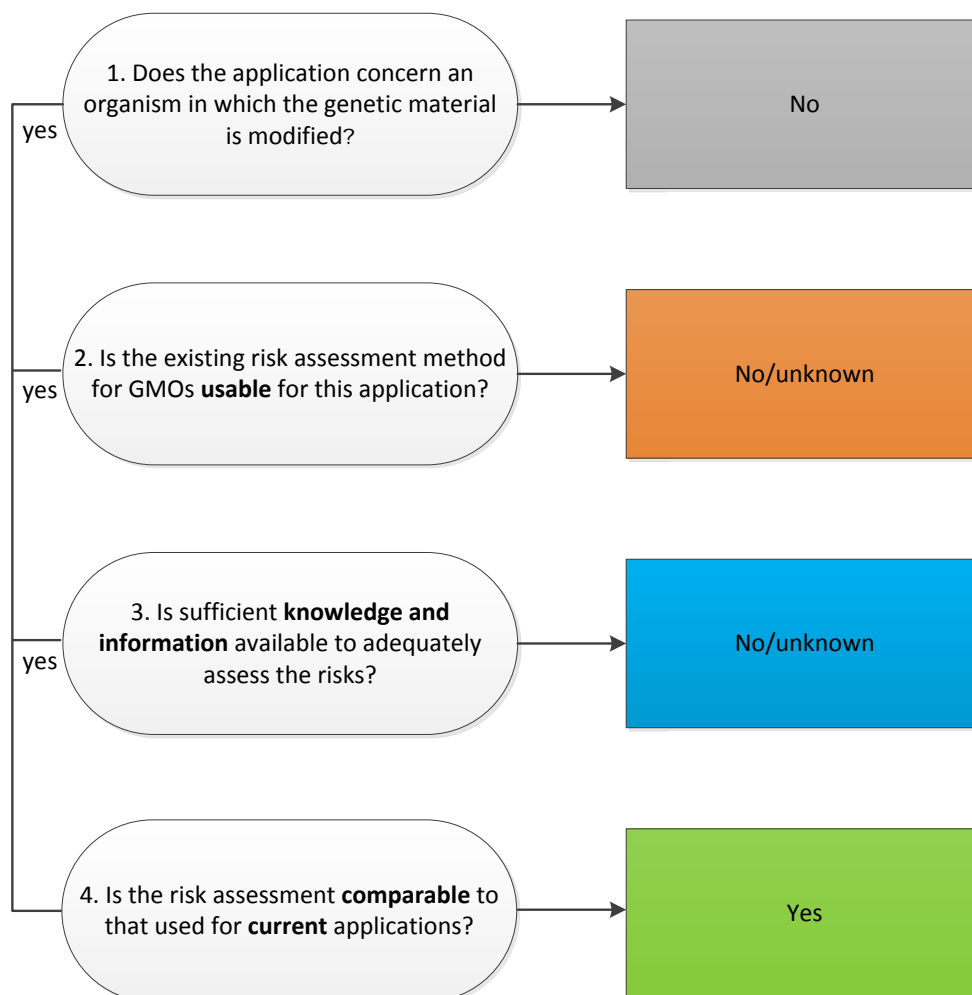 1. Does the application concern an
organism in which the genetic material
is modified?
No
yes
2. Is the existing risk assessment method
for GMOs usable for this application?
No/unknown
yes
3. Is sufficient knowledge and
information available to adequately
assess the risks?
No/unknown
yes
4. Is the risk assessment comparable to
that used for current applications?
Yes